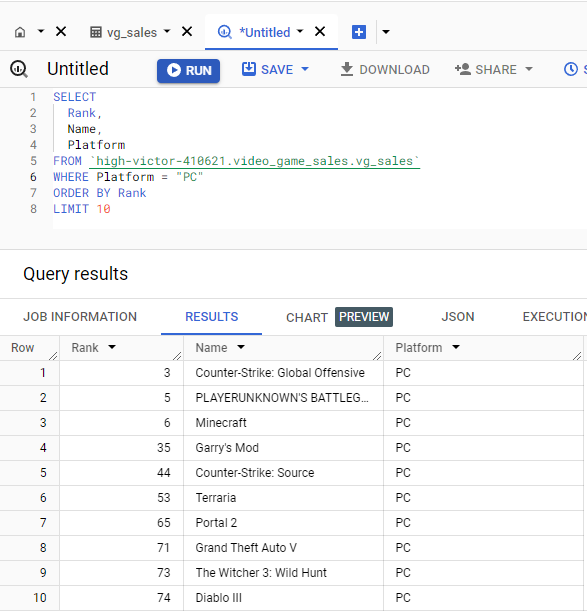 vg_sales
*Untitled
Untitled RUN SAVE DOWNLOAD SHARE
1 SELECT
2 Rank,
3 Name,
4 Platform
5 FROM `high-victor-410621.video_game_sales.vg_sales`
6 WHERE Platform = "PC"
7 ORDER BY Rank
8 LIMIT 10
Query results
JOB INFORMATION RESULTS CHART PREVIEW JSON EXECUTION
Row Rank Name Platform
1 3 Counter-Strike: Global Offensive PC
2 5 PLAYERUNKNOWN'S BATTLEG... PC
3 6 Minecraft PC
4 35 Garry's Mod PC
5 44 Counter-Strike: Source PC
6 53 Terraria PC
7 65 Portal 2 PC
8 71 Grand Theft Auto V PC
9 73 The Witcher 3: Wild Hunt PC
10 74 Diablo III PC